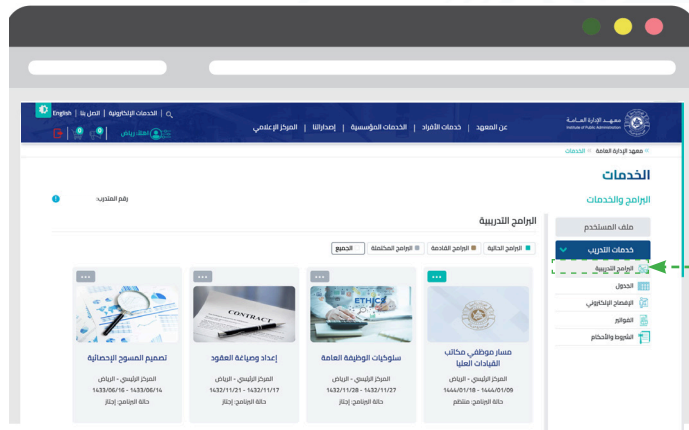 English | اتصل بنا | الخدمات الإلكترونية
معهد الإدارة العامة
Institute of Public Administration
عن المعهد | خدمات الأفراد | الخدمات المؤسسية | إصداراتنا | المركز الإعلامي
اهلاً، رياض
0
0
معهد الإدارة العامة
الخدمات
الخدمات
البرامج والخدمات
رقم المتدرب:
ملف المستخدم
خدمات التدريب
البرامج التدريبية
الجدول
الإفصاح الإلكتروني
الفواتير
الشروط والأحكام
البرامج التدريبية
البرامج الحالية
البرامج القادمة
البرامج المكتملة
الجميع
مسار موظفي مكاتب
القيادات العليا
المركز الرئيسي - الرياض
1444/01/09 - 1444/01/18
حالة البرنامج: منتظم
ETHICS
سلوكيات الوظيفة العامة
المركز الرئيسي - الرياض
1432/11/27 - 1432/11/28
حالة البرنامج: إجتاز
CONTRACT
إعداد وصياغة العقود
المركز الرئيسي - الرياض
1432/11/17 - 1432/11/21
حالة البرنامج: إجتاز
تصميم المسوح الإحصائية
المركز الرئيسي - الرياض
1433/06/14 - 1433/06/16
حالة البرنامج: إجتاز